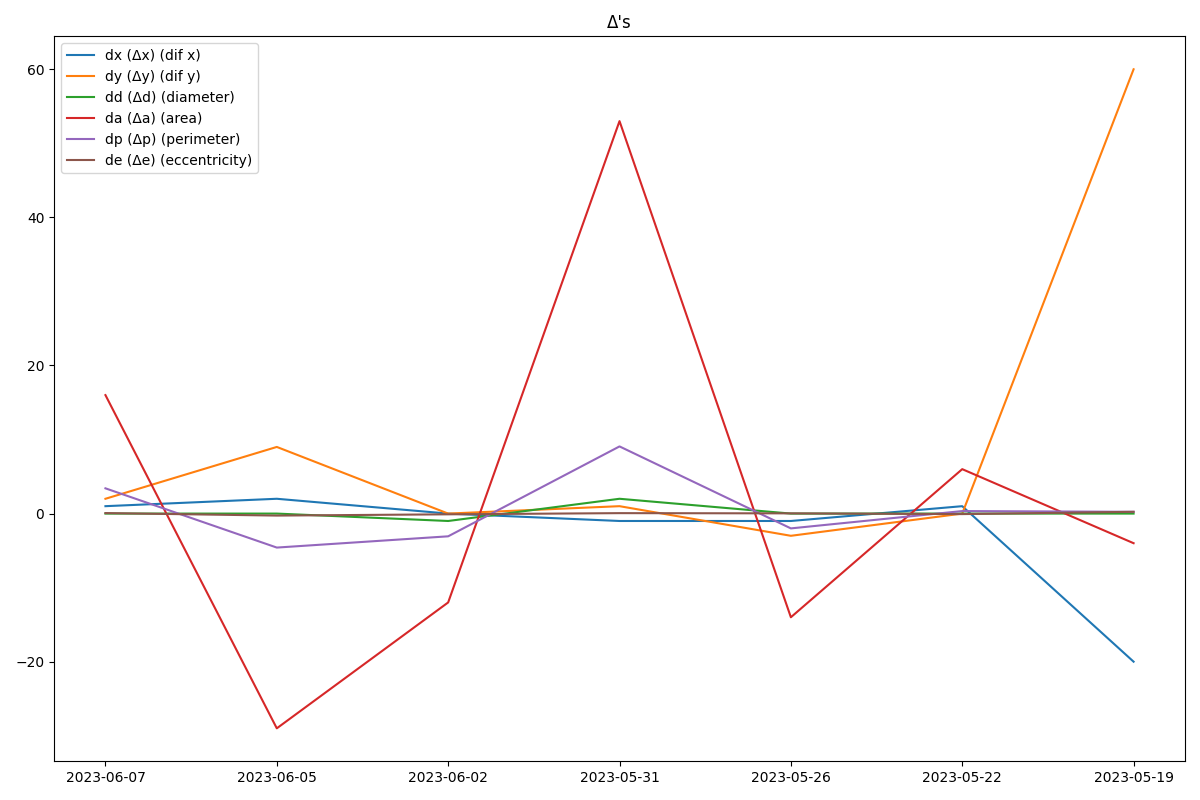 Δ's
dx (Δx) (dif x)
dy (Δy) (dif y)
dd (Δd) (diameter)
da (Δa) (area)
dp (Δp) (perimeter)
de (Δe) (eccentricity)
60
40
20
0
−20
2023-06-07 2023-06-05 2023-06-02 2023-05-31 2023-05-26 2023-05-22 2023-05-19